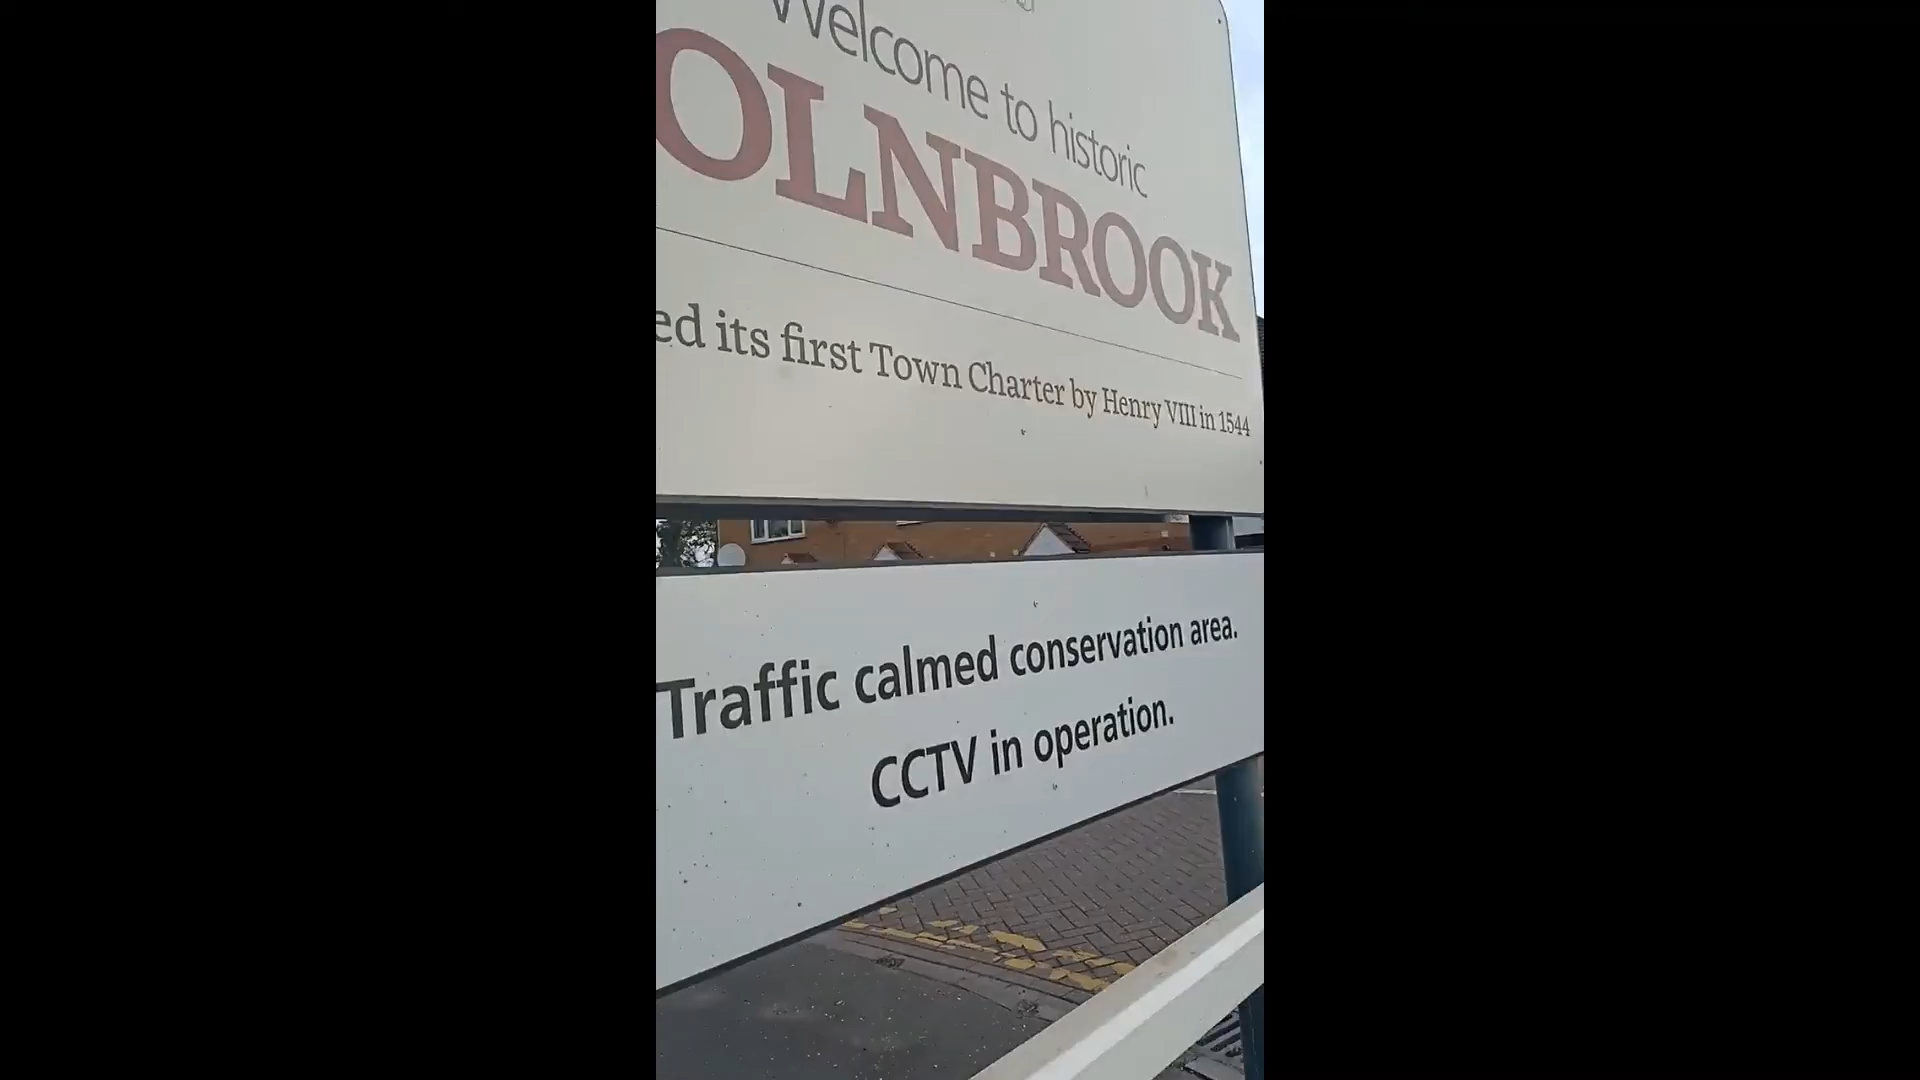 Welcome to historic
OLNBROOK
ed its first Town Charter by Henry VIII in 1544
Traffic calmed conservation area.
CCTV in operation.